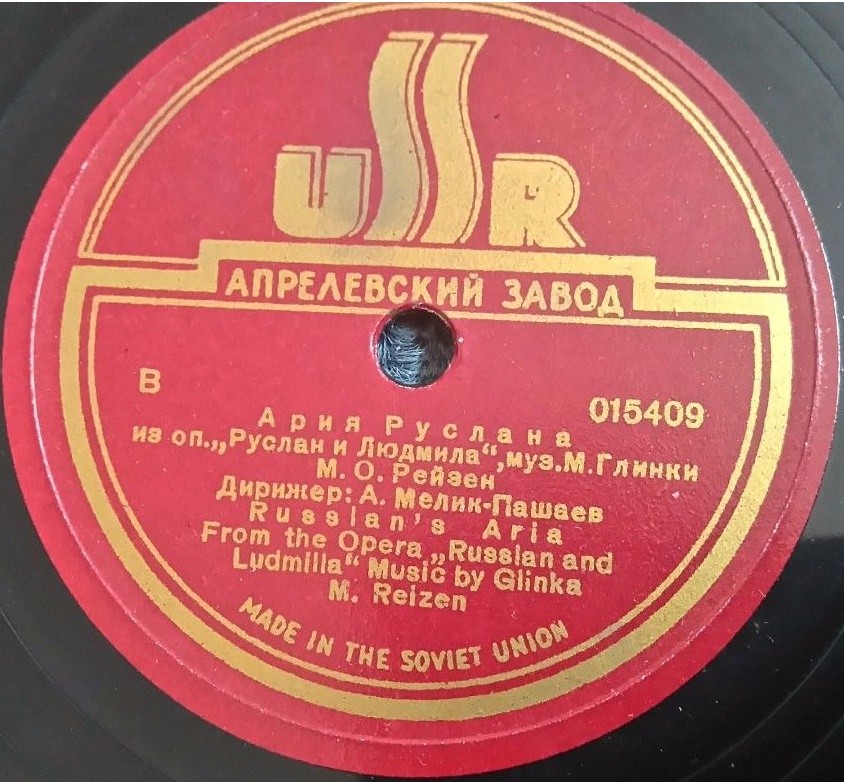 USSR
АПРЕЛЕВСКИЙ ЗАВОД
В
015409
Ария Руслана
из оп. „Руслан и Людмила“, муз. М. Глинки
М. О. Рейзен
Дирижер: А. Мелик-Пашаев
Russlan's Aria
From the Opera „Russlan and
Ludmilla“ Music by Glinka
M. Reizen
MADE IN THE SOVIET UNION